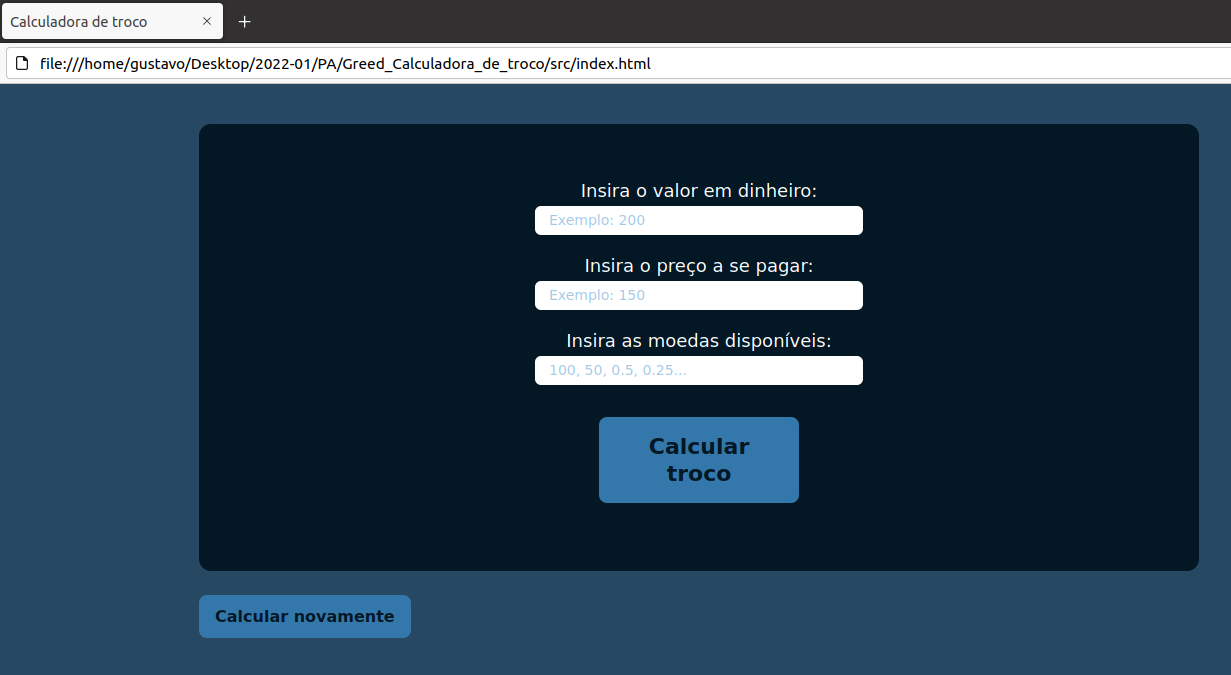 Calculadora de troco
file:///home/gustavo/Desktop/2022-01/PA/Greed_Calculadora_de_troco/src/index.html
Insira o valor em dinheiro:
Exemplo: 200
Insira o preço a se pagar:
Exemplo: 150
Insira as moedas disponíveis:
100, 50, 0.5, 0.25...
Calcular
troco
Calcular novamente